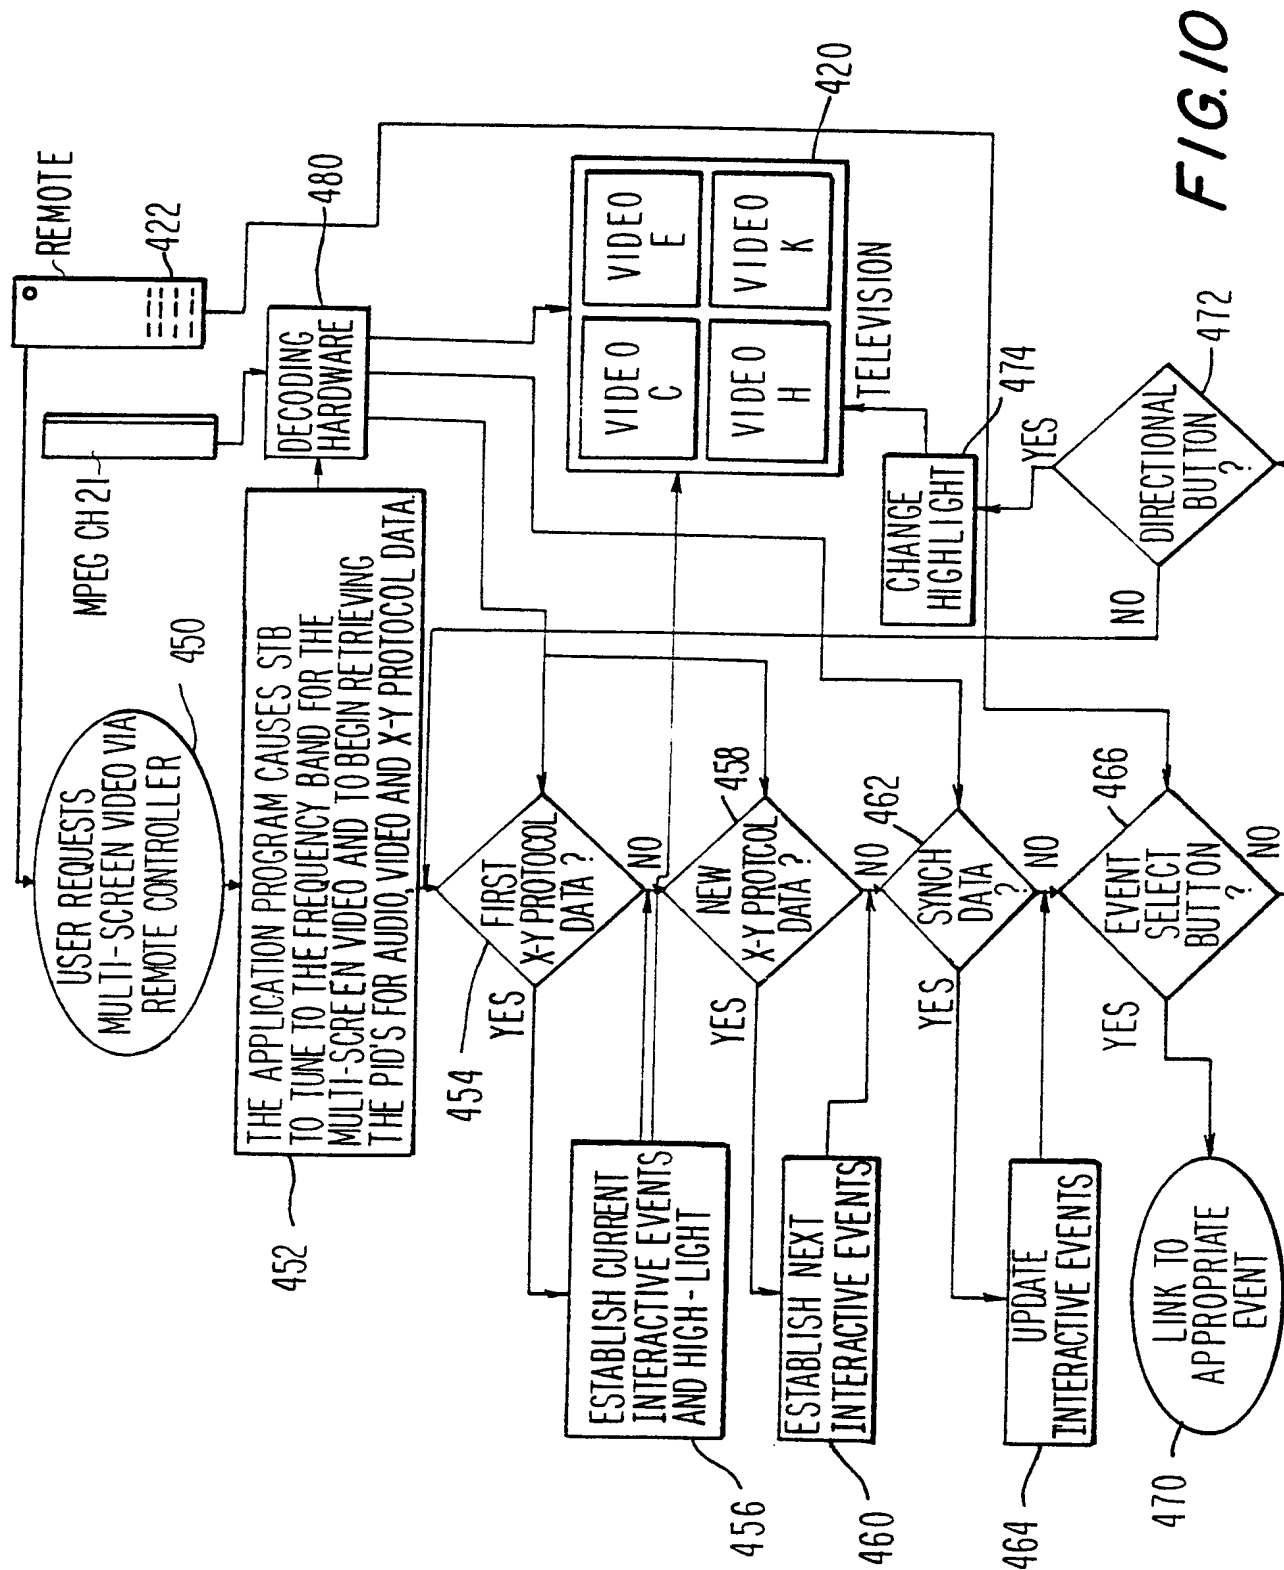 REMOTE
422
MPEG CH 21
480
DECODING
HARDWARE
USER REQUESTS
MULTI-SCREEN VIDEO VIA
REMOTE CONTROLLER
450
THE APPLICATION PROGRAM CAUSES STB
TO TUNE TO THE FREQUENCY BAND FOR THE
MULTI-SCREEN VIDEO AND TO BEGIN RETRIEVING
THE PID'S FOR AUDIO, VIDEO AND X-Y PROTOCOL DATA.
452
VIDEO
C
VIDEO
E
VIDEO
H
VIDEO
K
420
TELEVISION
FIRST
X-Y PROTOCOL
DATA?
454
YES
NO
ESTABLISH CURRENT
INTERACTIVE EVENTS
AND HIGH-LIGHT
456
NEW
X-Y PROTCOL
DATA?
458
YES
NO
ESTABLISH NEXT
INTERACTIVE EVENTS
460
SYNCH
DATA
?
462
YES
NO
UPDATE
INTERACTIVE EVENTS
464
EVENT
SELECT
BUTTON
?
466
YES
NO
LINK TO
APPROPRIATE
EVENT
470
CHANGE
HIGHLIGHT
474
YES
DIRECTIONAL
BUTTON
?
472
NO
FIG. 10